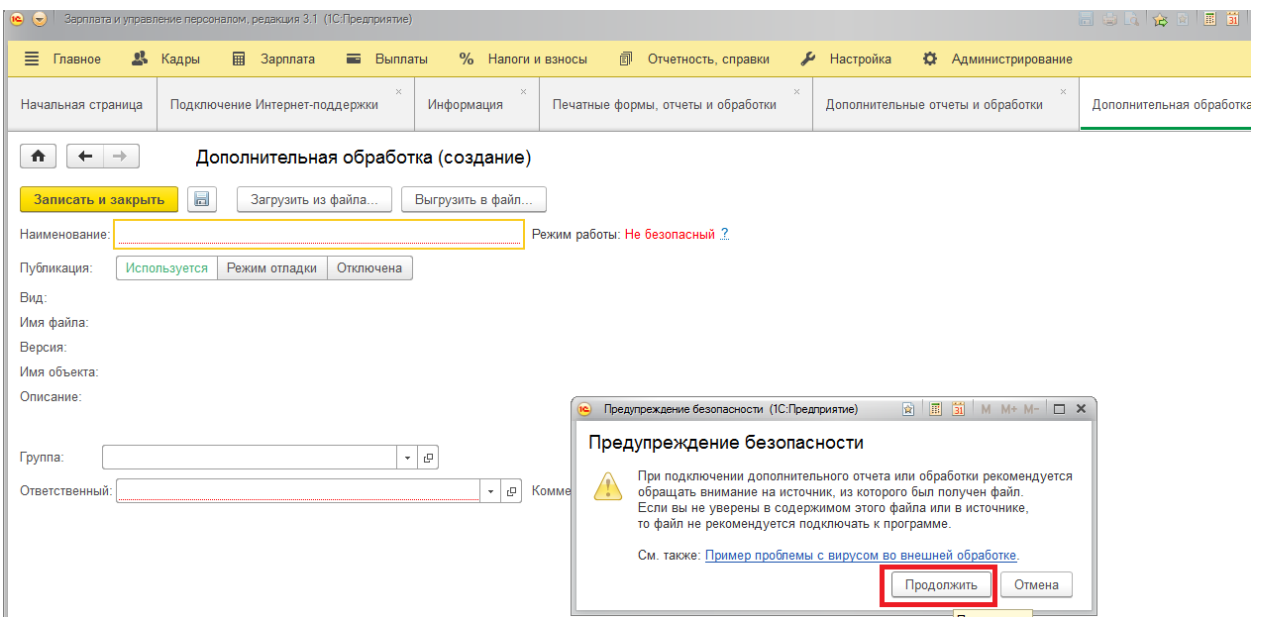 Зарплата и управление персоналом, редакция 3.1 (1С:Предприятие)
Главное Кадры Зарплата Выплаты % Налоги и взносы Отчетность, справки Настройка Администрирование
Начальная страница Подключение Интернет-поддержки Информация Печатные формы, отчеты и обработки Дополнительные отчеты и обработки Дополнительная обработка
Дополнительная обработка (создание)
Записать и закрыть Загрузить из файла... Выгрузить в файл...
Наименование: Режим работы: Не безопасный ?
Публикация: Используется Режим отладки Отключена
Вид:
Имя файла:
Версия:
Имя объекта:
Описание:
Предупреждение безопасности (1С:Предприятие) M M+ M-
Предупреждение безопасности
Группа:
При подключении дополнительного отчета или обработки рекомендуется
Ответственный: Комме
обращать внимание на источник, из которого был получен файл.
Если вы не уверены в содержимом этого файла или в источнике,
то файл не рекомендуется подключать к программе.
См. также: Пример проблемы с вирусом во внешней обработке.
Продолжить Отмена